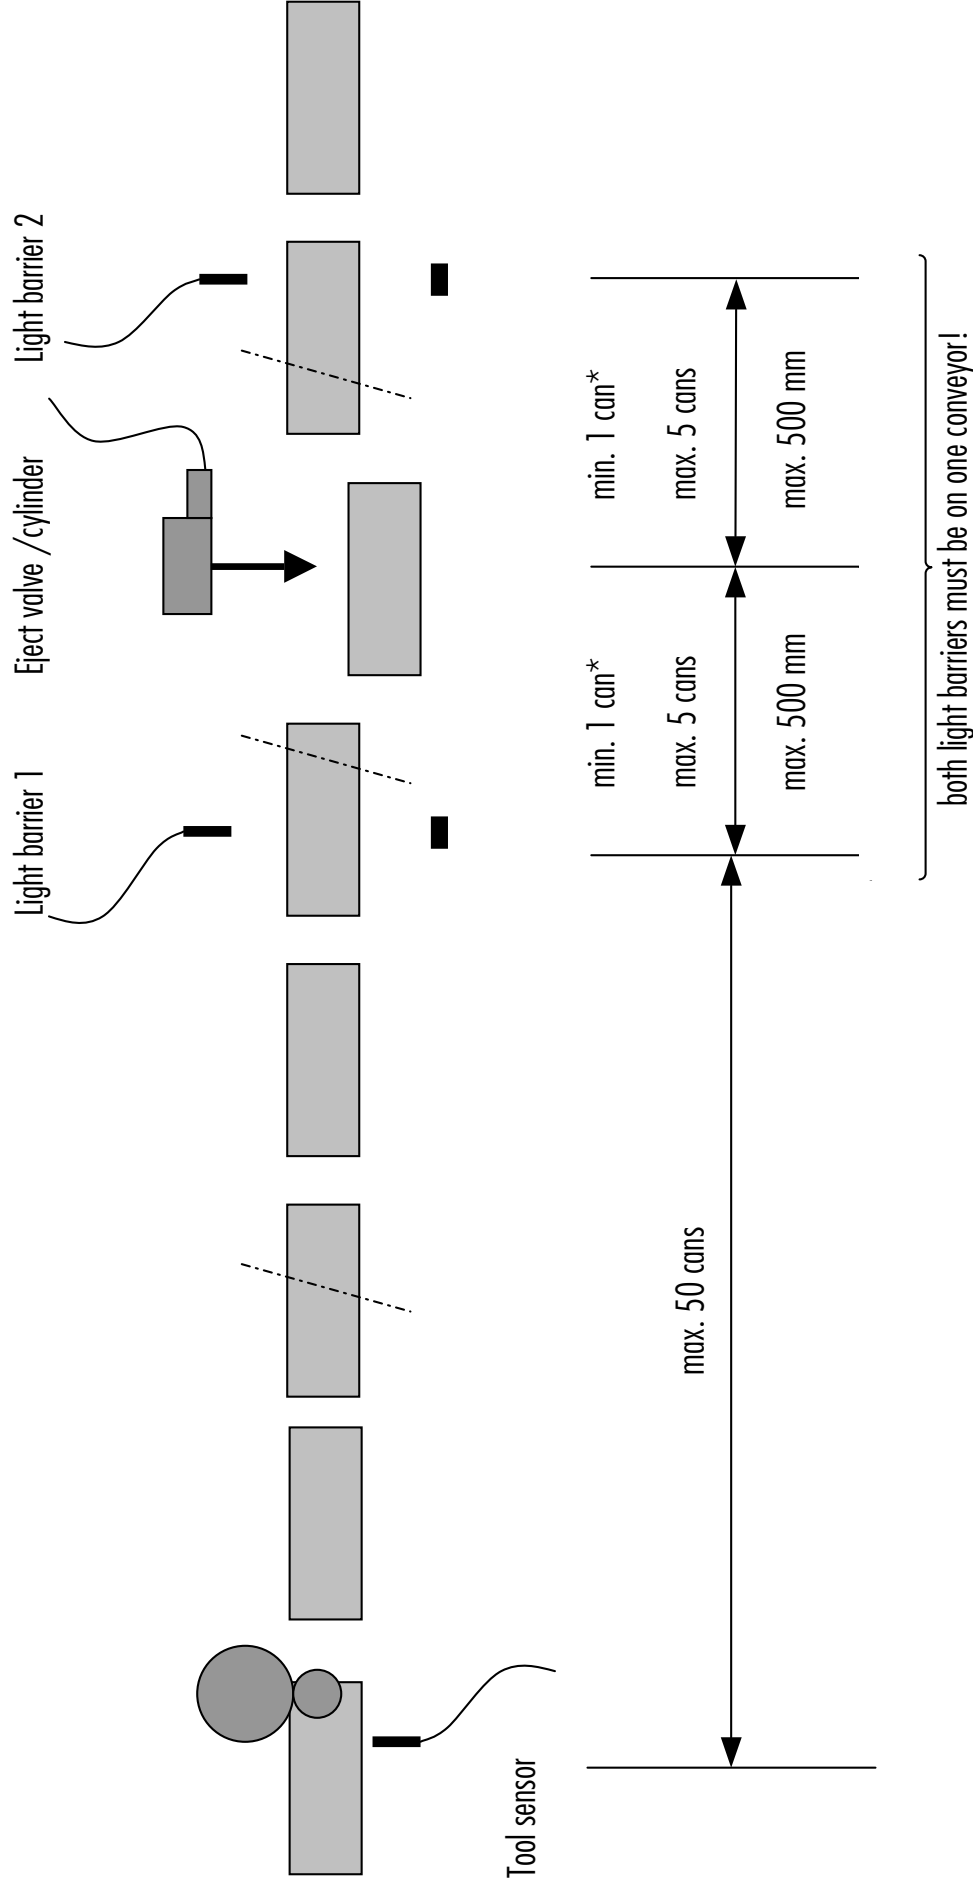 Light barrier 1
Eject valve /cylinder
Light barrier 2
Tool sensor
max. 50 cans
min. 1 can*
max. 5 cans
max. 500 mm
min. 1 can*
max. 5 cans
max. 500 mm
both light barriers must be on one conveyor!